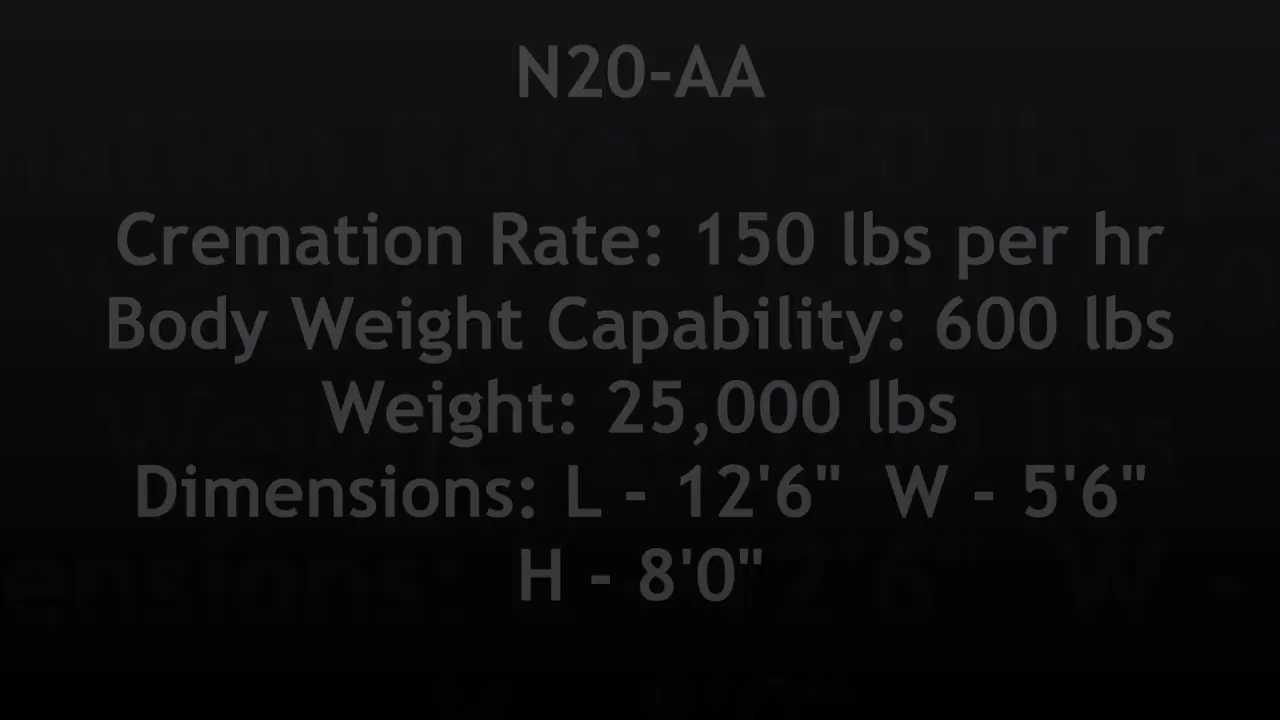 N20-AA
Cremation Rate: 150 lbs per hr
Body Weight Capability: 600 lbs
Weight: 25,000 lbs
Dimensions: L - 12'6" W - 5'6"
H - 8'0"